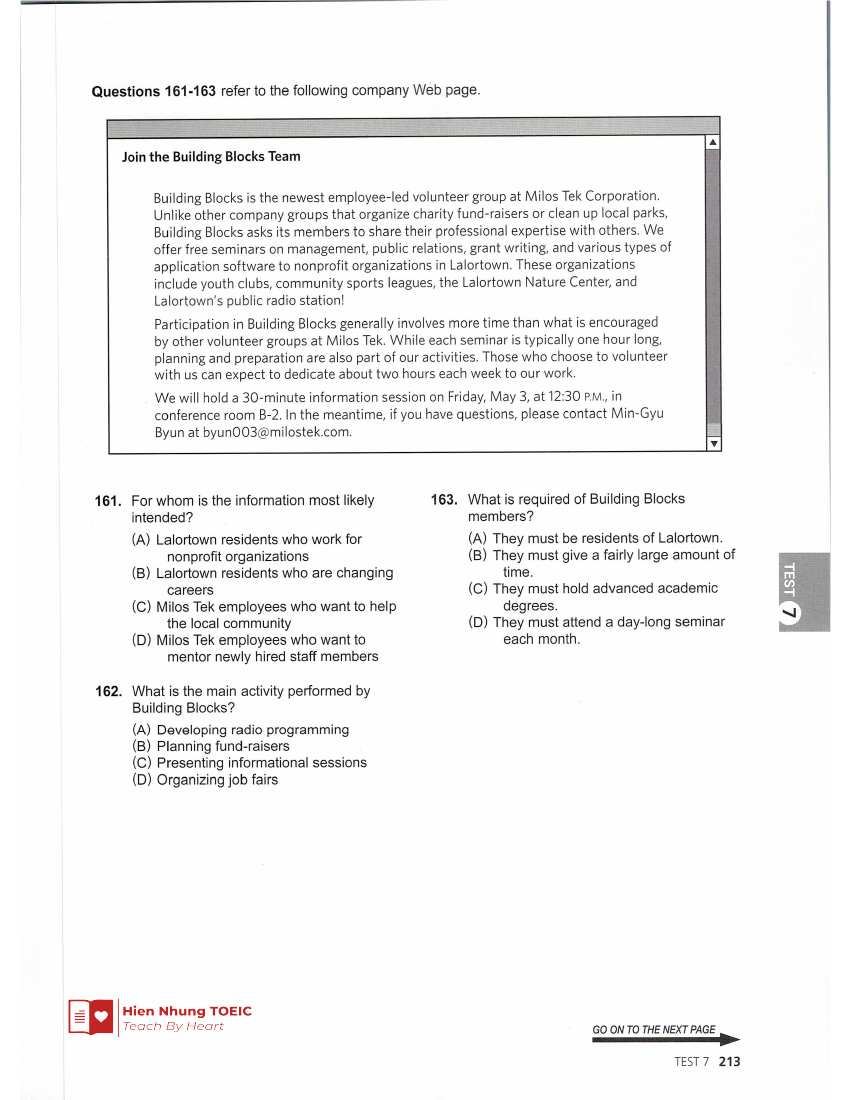 Questions 161-163 refer to the following company Web page.
Join the Building Blocks Team
Building Blocks is the newest employee-led volunteer group at Milos Tek Corporation.
Unlike other company groups that organize charity fund-raisers or clean up local parks,
Building Blocks asks its members to share their professional expertise with others. We
offer free seminars on management, public relations, grant writing, and various types of
application software to nonprofit organizations in Lalortown. These organizations
include youth clubs, community sports leagues, the Lalortown Nature Center, and
Lalortown's public radio station!
Participation in Building Blocks generally involves more time than what is encouraged
by other volunteer groups at Milos Tek. While each seminar is typically one hour long,
planning and preparation are also part of our activities. Those who choose to volunteer
with us can expect to dedicate about two hours each week to our work.
We will hold a 30-minute information session on Friday, May 3, at 12:30 P.M., in
conference room B-2. In the meantime, if you have questions, please contact Min-Gyu
Byun at byun003@milostek.com.
161. For whom is the information most likely
intended?
(A) Lalortown residents who work for
nonprofit organizations
(B) Lalortown residents who are changing
careers
(C) Milos Tek employees who want to help
the local community
(D) Milos Tek employees who want to
mentor newly hired staff members
162. What is the main activity performed by
Building Blocks?
(A) Developing radio programming
(B) Planning fund-raisers
(C) Presenting informational sessions
(D) Organizing job fairs
163. What is required of Building Blocks
members?
(A) They must be residents of Lalortown.
(B) They must give a fairly large amount of
time.
(C) They must hold advanced academic
degrees.
(D) They must attend a day-long seminar
each month.
TEST 7
Hien Nhung TOEIC
Teach By Heart
GO ON TO THE NEXT PAGE
TEST 7 213